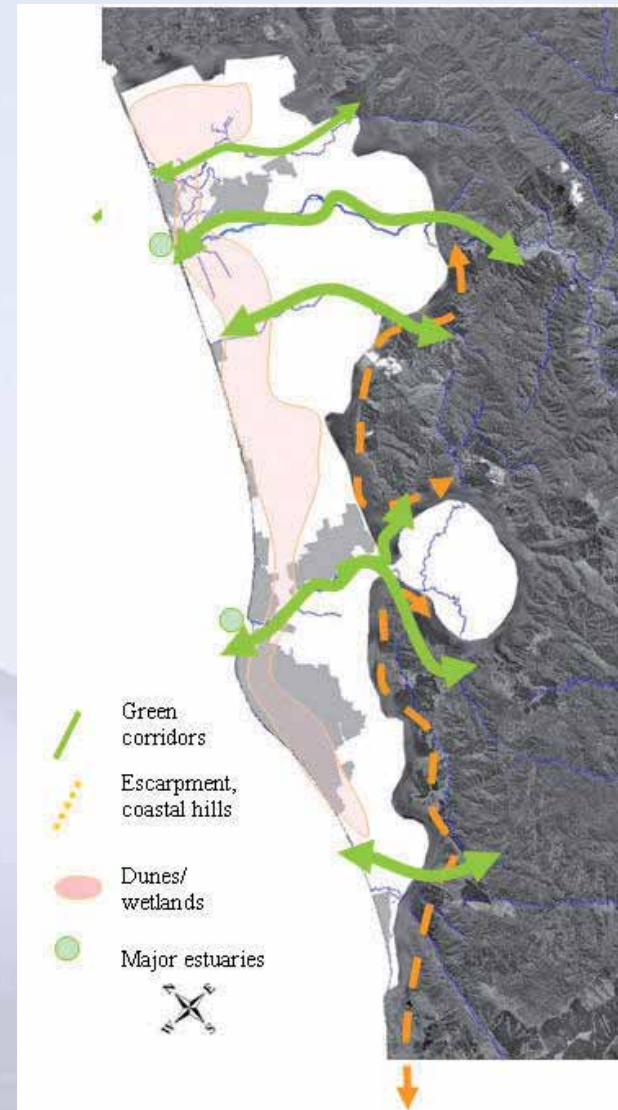 Green
corridors
Escarpment,
coastal hills
Dunes/
wetlands
Major estuaries
N E
W S